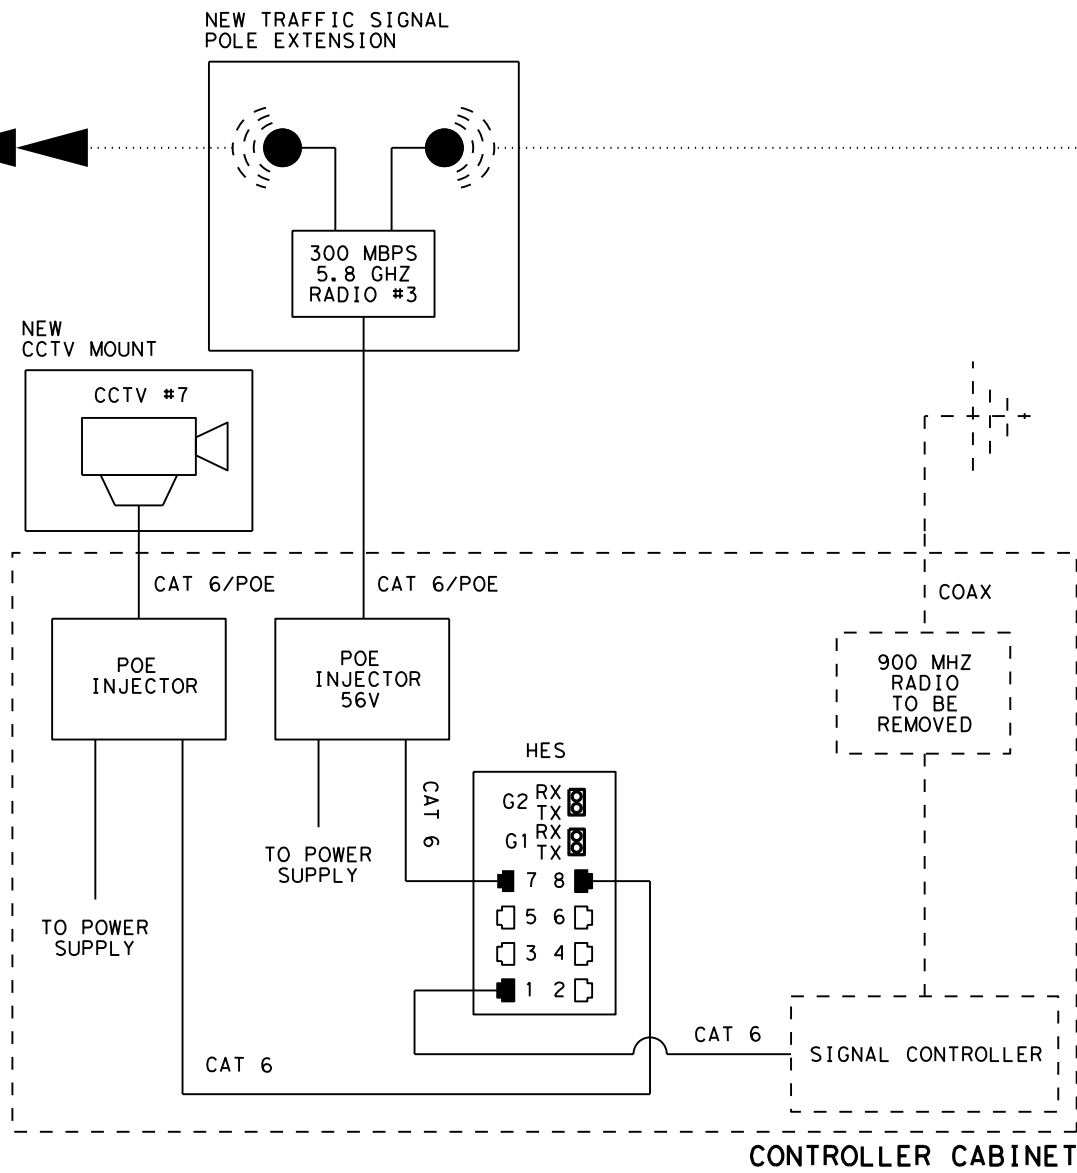 NEW TRAFFIC SIGNAL
POLE EXTENSION
300 MBPS
5.8 GHZ
RADIO #3
NEW
CCTV MOUNT
CCTV #7
CAT 6/POE
CAT 6/POE
COAX
POE
INJECTOR
POE
INJECTOR
56V
900 MHZ
RADIO
TO BE
REMOVED
HES
CAT 6
G2 RX
TX
G1 RX
TX
TO POWER
SUPPLY
7 8
5 6
3 4
1 2
TO POWER
SUPPLY
CAT 6
CAT 6
SIGNAL CONTROLLER
CONTROLLER CABINET